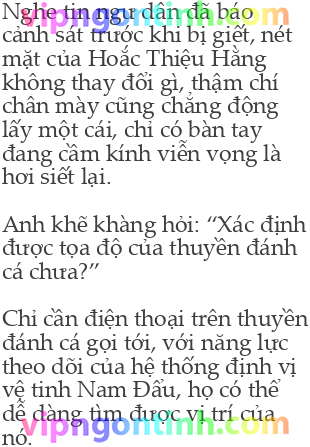 Nghe tin ngư dân đã báo
cảnh sát trước khi bị giết, nét
mặt của Hoắc Thiệu Hằng
không thay đổi gì, thậm chí
chân mày cũng chẳng động
lấy một cái, chỉ có bàn tay
đang cầm kính viễn vọng là
hơi siết lại.
Anh khẽ khàng hỏi: “Xác định
được tọa độ của thuyền đánh
cá chưa?”
Chỉ cần điện thoại trên thuyền
đánh cá gọi tới, với năng lực
theo dõi của hệ thống định vị
vệ tinh Nam Đẩu, họ có thể
dễ dàng tìm được vị trí của
nó.
vipngontinh.com
vipngontinh.com